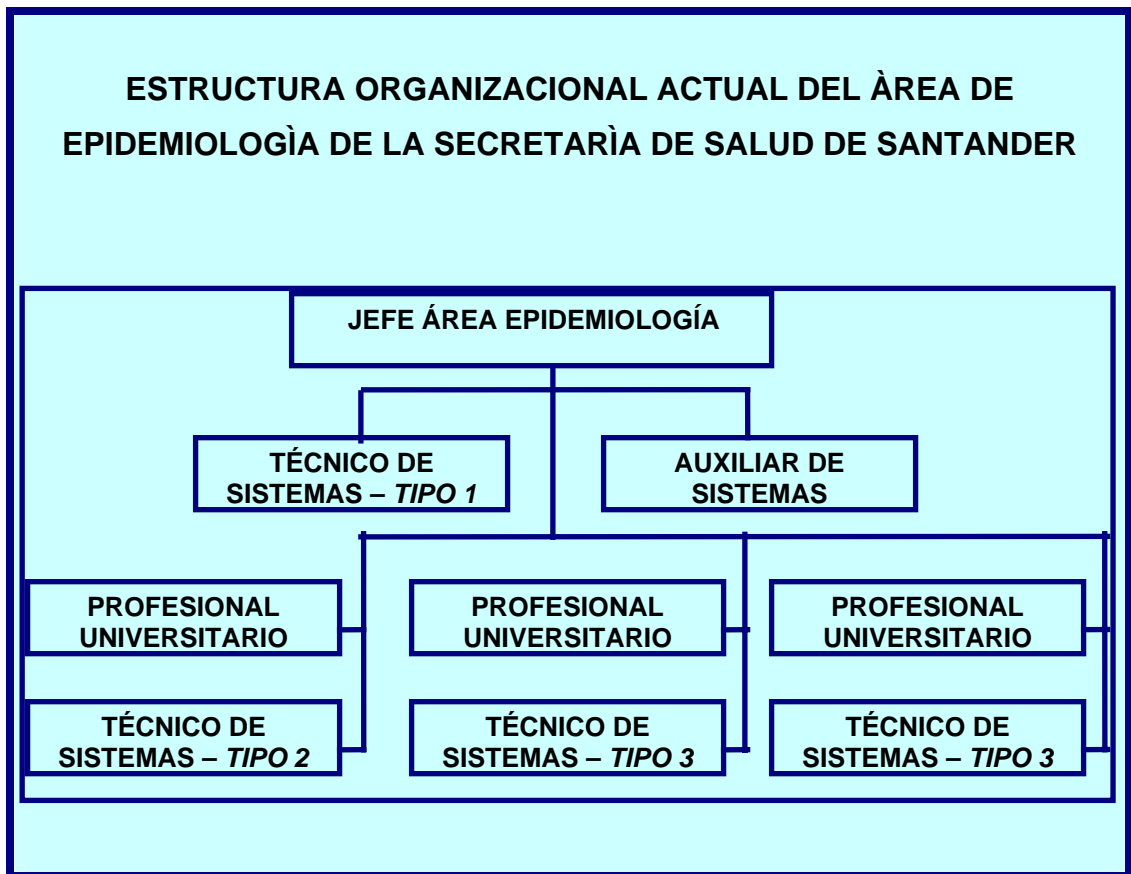 ESTRUCTURA ORGANIZACIONAL ACTUAL DEL ÀREA DE
EPIDEMIOLOGÌA DE LA SECRETARÌA DE SALUD DE SANTANDER
JEFE ÁREA EPIDEMIOLOGÍA
TÉCNICO DE
SISTEMAS – TIPO 1
AUXILIAR DE
SISTEMAS
PROFESIONAL
UNIVERSITARIO
PROFESIONAL
UNIVERSITARIO
PROFESIONAL
UNIVERSITARIO
TÉCNICO DE
SISTEMAS – TIPO 2
TÉCNICO DE
SISTEMAS – TIPO 3
TÉCNICO DE
SISTEMAS – TIPO 3